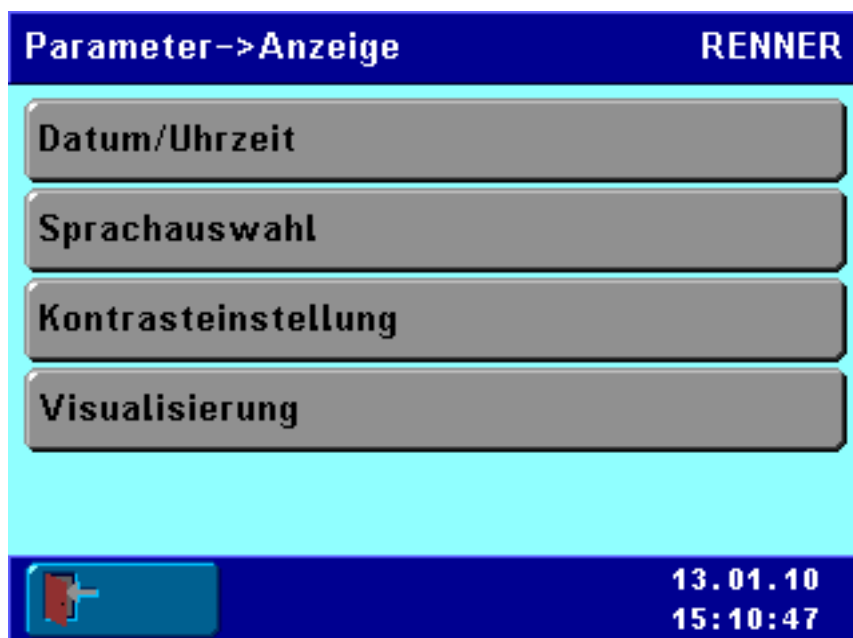 Parameter->Anzeige RENNER
Datum/Uhrzeit
Sprachauswahl
Kontrasteinstellung
Visualisierung
13.01.10
15:10:47